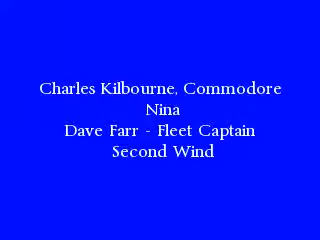 Charles Kilbourne, Commodore
Nina
Dave Farr - Fleet Captain
Second Wind